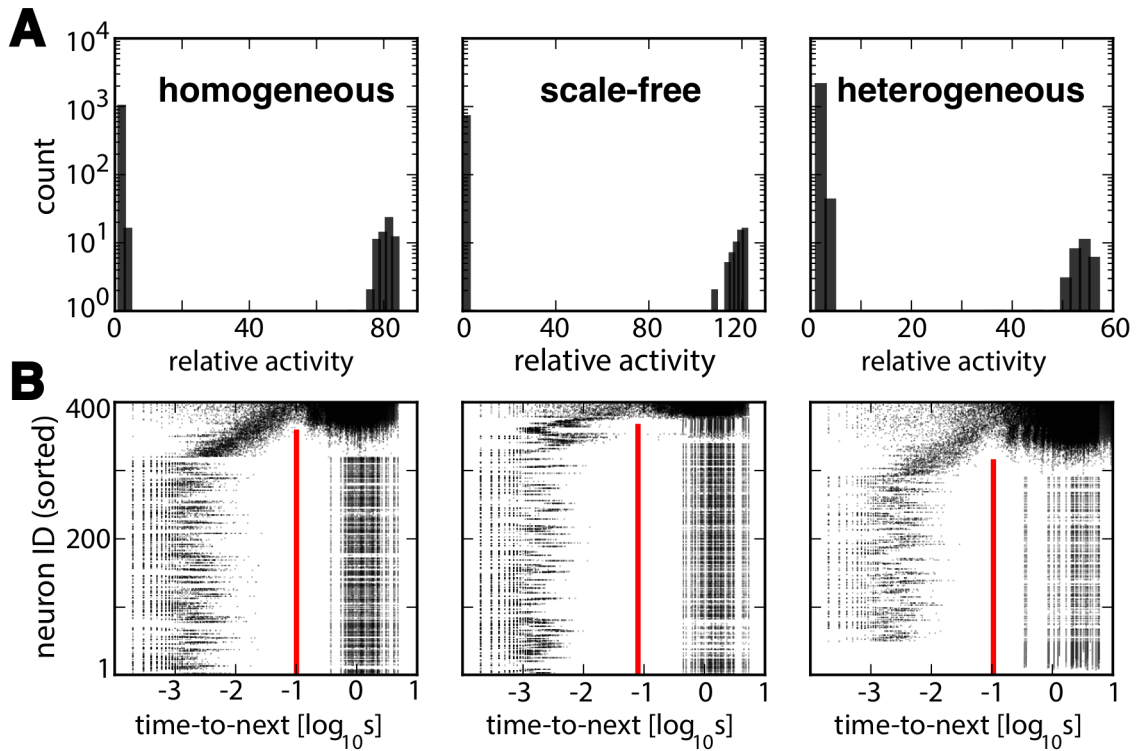 A
homogeneous scale-free heterogeneous
count
10^4
10^3
10^2
10^1
10^0
0 40 80
0 40 80 120
0 20 40 60
relative activity relative activity relative activity
B
neuron ID (sorted)
400
200
1
-3 -2 -1 0 1
-3 -2 -1 0 1
-3 -2 -1 0 1
time-to-next [log₁₀s] time-to-next [log₁₀s] time-to-next [log₁₀s]